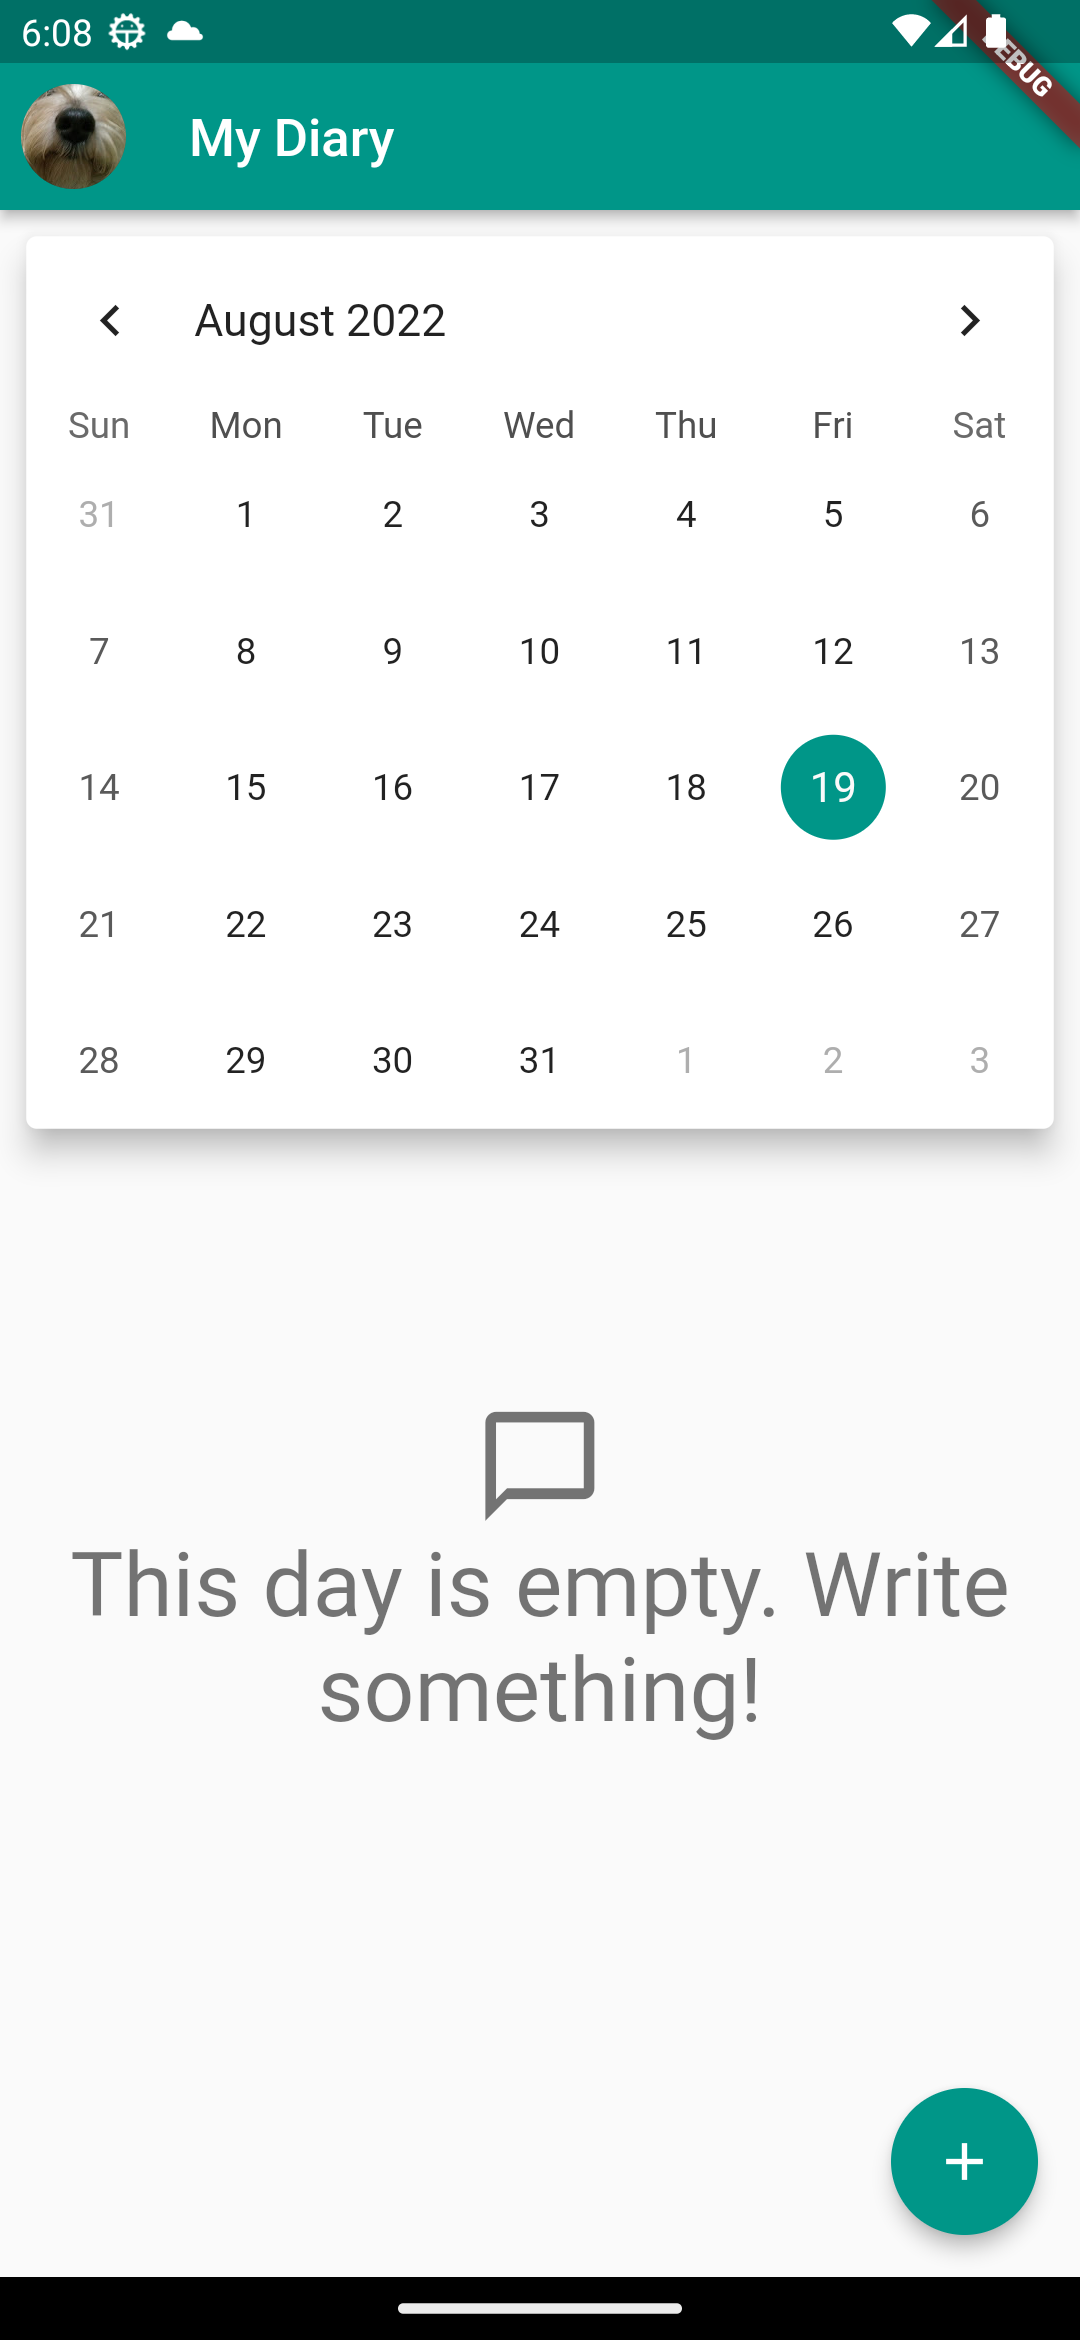 6:08
DEBUG
My Diary
August 2022
Sun Mon Tue Wed Thu Fri Sat
31 1 2 3 4 5 6
7 8 9 10 11 12 13
14 15 16 17 18 19 20
21 22 23 24 25 26 27
28 29 30 31 1 2 3
This day is empty. Write
something!